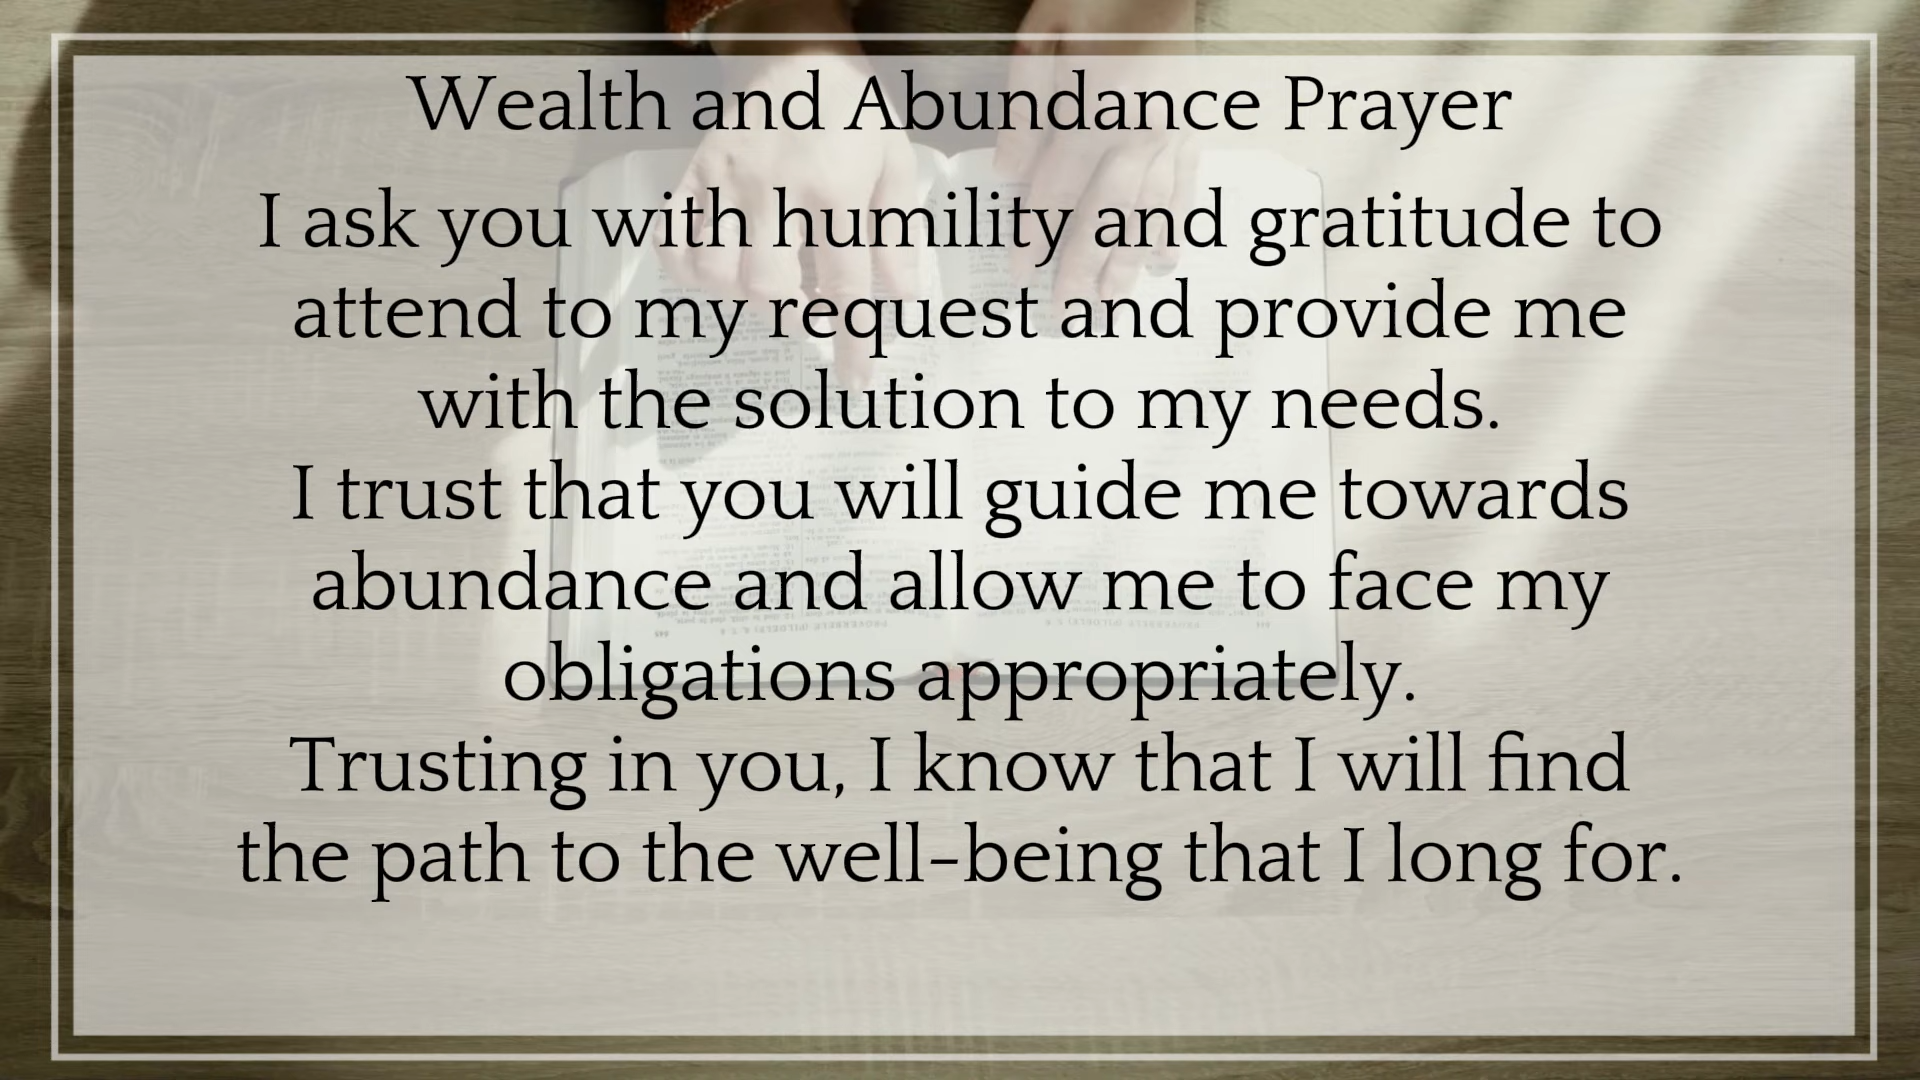 Wealth and Abundance Prayer
I ask you with humility and gratitude to
attend to my request and provide me
with the solution to my needs.
I trust that you will guide me towards
abundance and allow me to face my
obligations appropriately.
Trusting in you, I know that I will find
the path to the well-being that I long for.